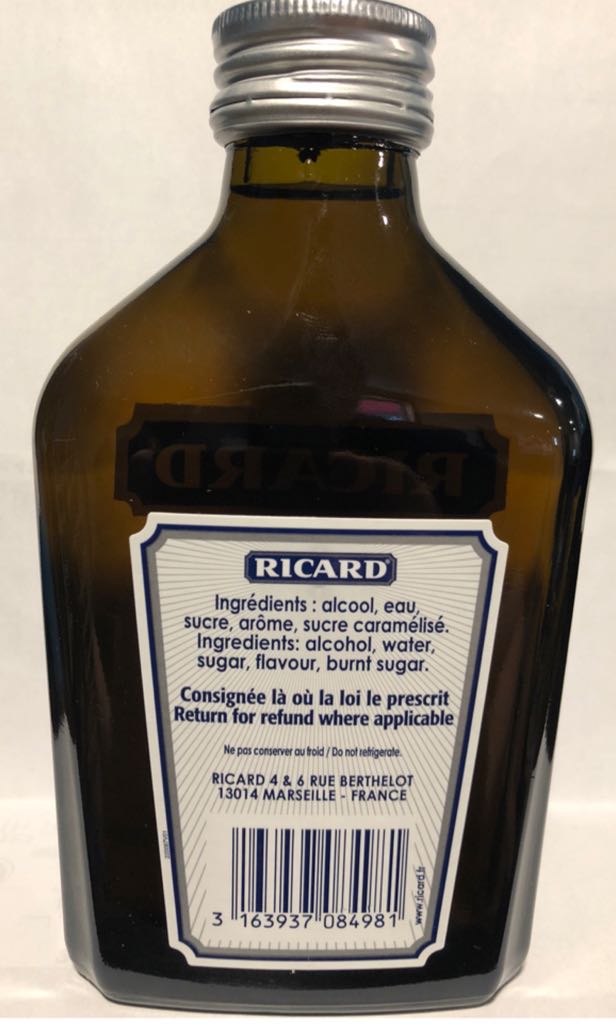 RICARD
RICARD®
Ingrédients : alcool, eau,
sucre, arôme, sucre caramélisé.
Ingredients: alcohol, water,
sugar, flavour, burnt sugar.
Consignée là où la loi le prescrit
Return for refund where applicable
Ne pas conserver au froid / Do not refrigerate.
RICARD 4 & 6 RUE BERTHELOT
13014 MARSEILLE - FRANCE
3 163937 084981
www.ricard.fr